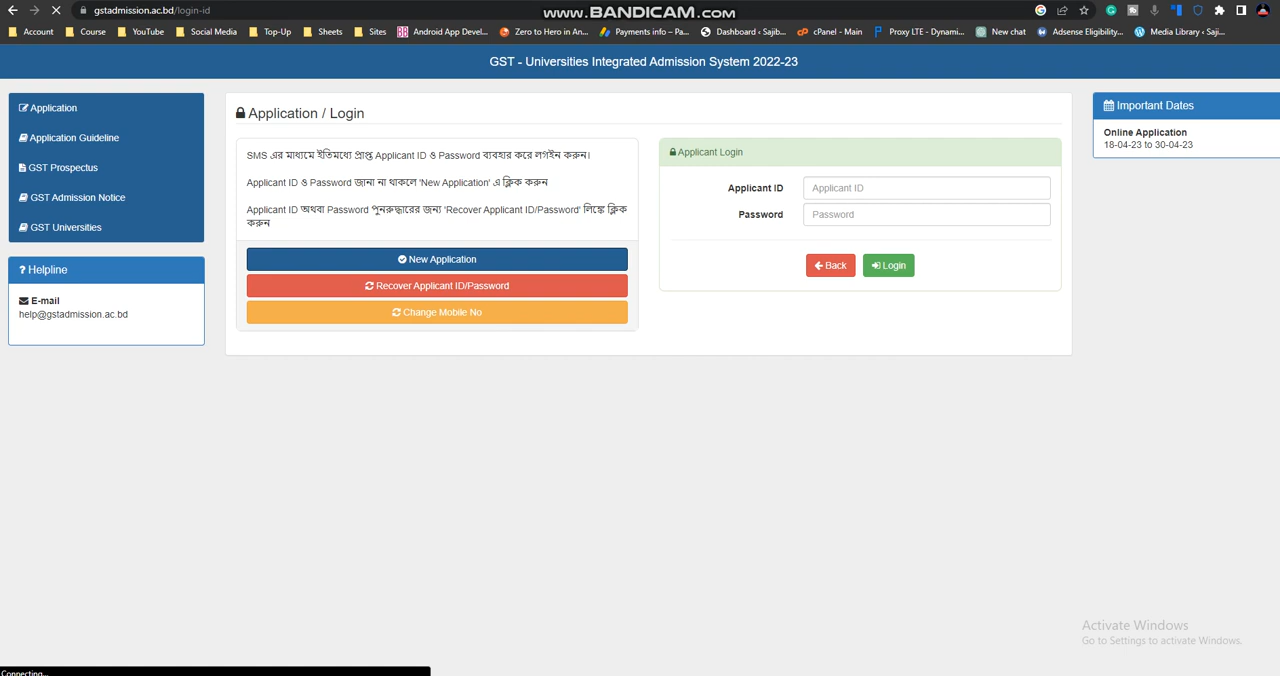 gstadmission.ac.bd/login-id
www.BANDICAM.com
Account
Course
YouTube
Social Media
Top-Up
Sheets
Sites
Android App Devel...
Zero to Hero in An...
Payments info – Pa...
Dashboard ‹ Sajib...
cPanel - Main
Proxy LTE - Dynami...
New chat
Adsense Eligibility...
Media Library ‹ Saji...
GST - Universities Integrated Admission System 2022-23
Application
Application Guideline
GST Prospectus
GST Admission Notice
GST Universities
? Helpline
E-mail
help@gstadmission.ac.bd
Application / Login
SMS এর মাধ্যমে ইতিমধ্যে প্রাপ্ত Applicant ID ও Password ব্যবহার করে লগইন করুন।
Applicant ID ও Password জানা না থাকলে 'New Application' এ ক্লিক করুন
Applicant ID অথবা Password পুনরুদ্ধারের জন্য 'Recover Applicant ID/Password' লিঙ্কে ক্লিক
করুন
New Application
Recover Applicant ID/Password
Change Mobile No
Applicant Login
Applicant ID
Applicant ID
Password
Password
Back
Login
Important Dates
Online Application
18-04-23 to 30-04-23
Activate Windows
Go to Settings to activate Windows.
Connecting...